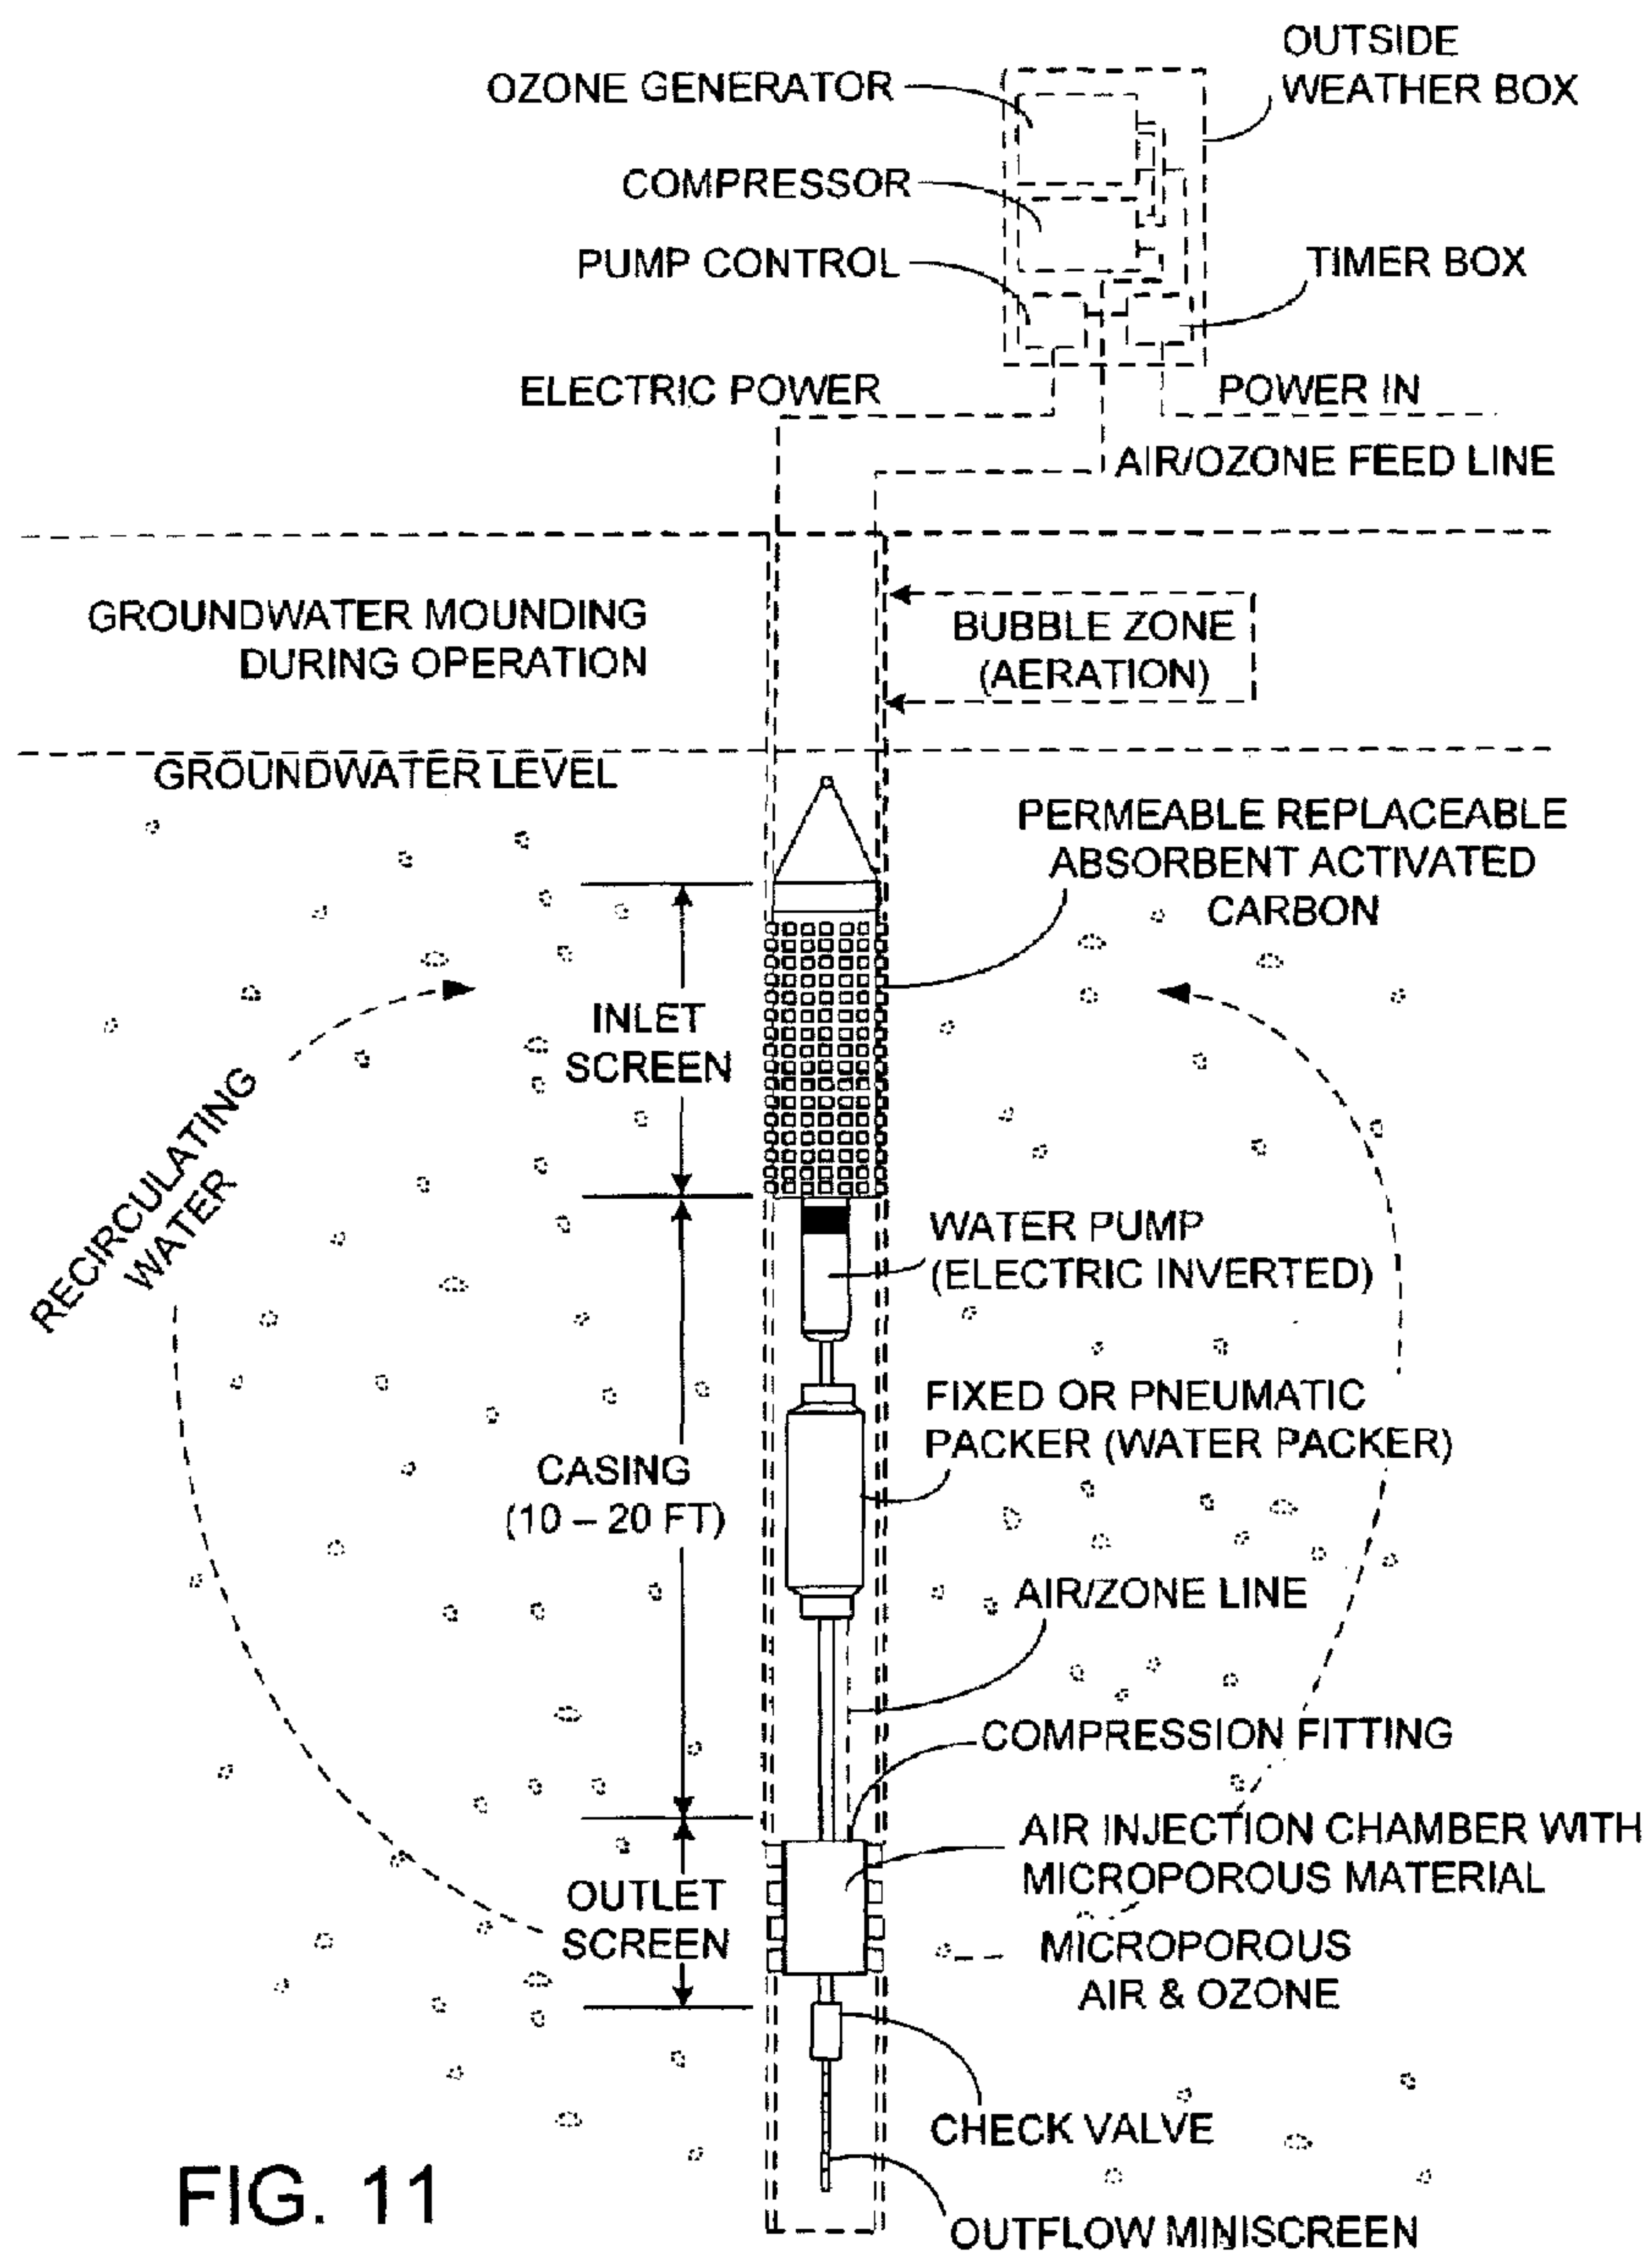 OUTSIDE
WEATHER BOX
OZONE GENERATOR
COMPRESSOR
PUMP CONTROL
TIMER BOX
ELECTRIC POWER
POWER IN
AIR/OZONE FEED LINE
GROUNDWATER MOUNDING
DURING OPERATION
BUBBLE ZONE
(AERATION)
GROUNDWATER LEVEL
PERMEABLE REPLACEABLE
ABSORBENT ACTIVATED
CARBON
INLET
SCREEN
RECIRCULATING
WATER
WATER PUMP
(ELECTRIC INVERTED)
FIXED OR PNEUMATIC
PACKER (WATER PACKER)
CASING
(10 – 20 FT)
AIR/ZONE LINE
COMPRESSION FITTING
AIR INJECTION CHAMBER WITH
MICROPOROUS MATERIAL
OUTLET
SCREEN
MICROPOROUS
AIR & OZONE
CHECK VALVE
OUTFLOW MINISCREEN
FIG. 11